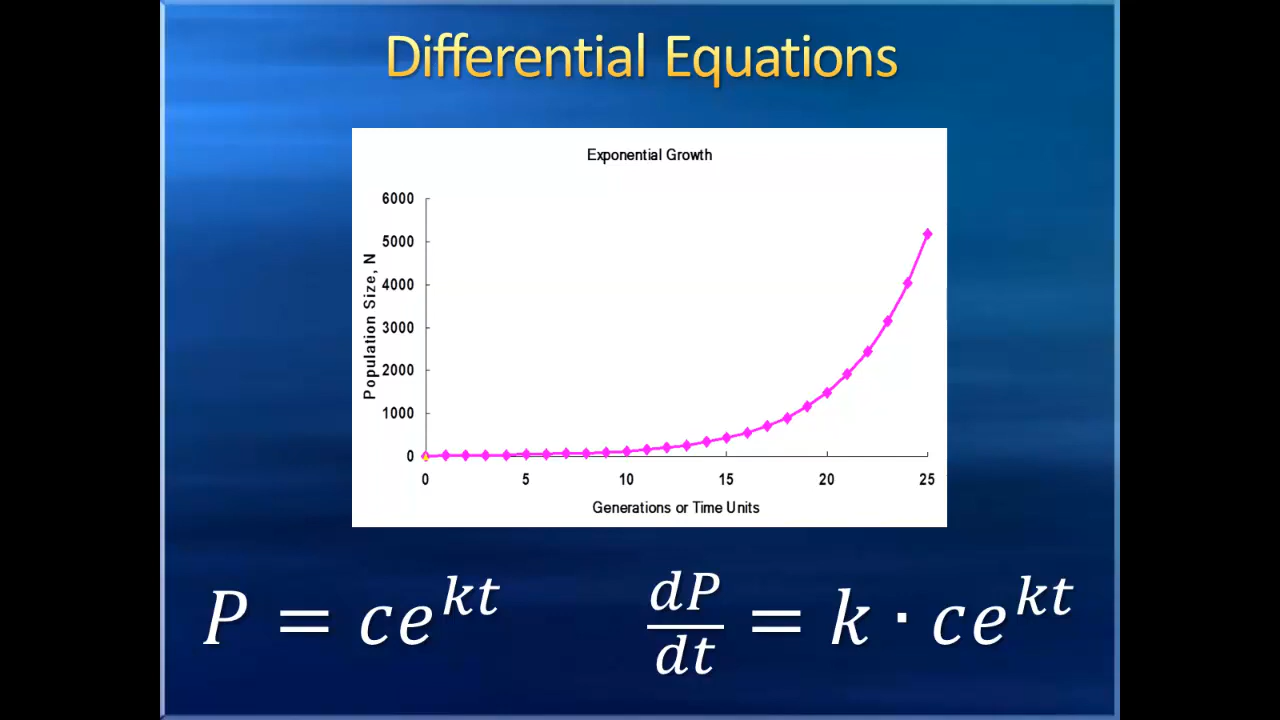 Differential Equations
Exponential Growth
6000
5000
4000
3000
2000
1000
0
Population Size, N
0 5 10 15 20 25
Generations or Time Units
P = ce^{kt}
dP/dt = k · ce^{kt}